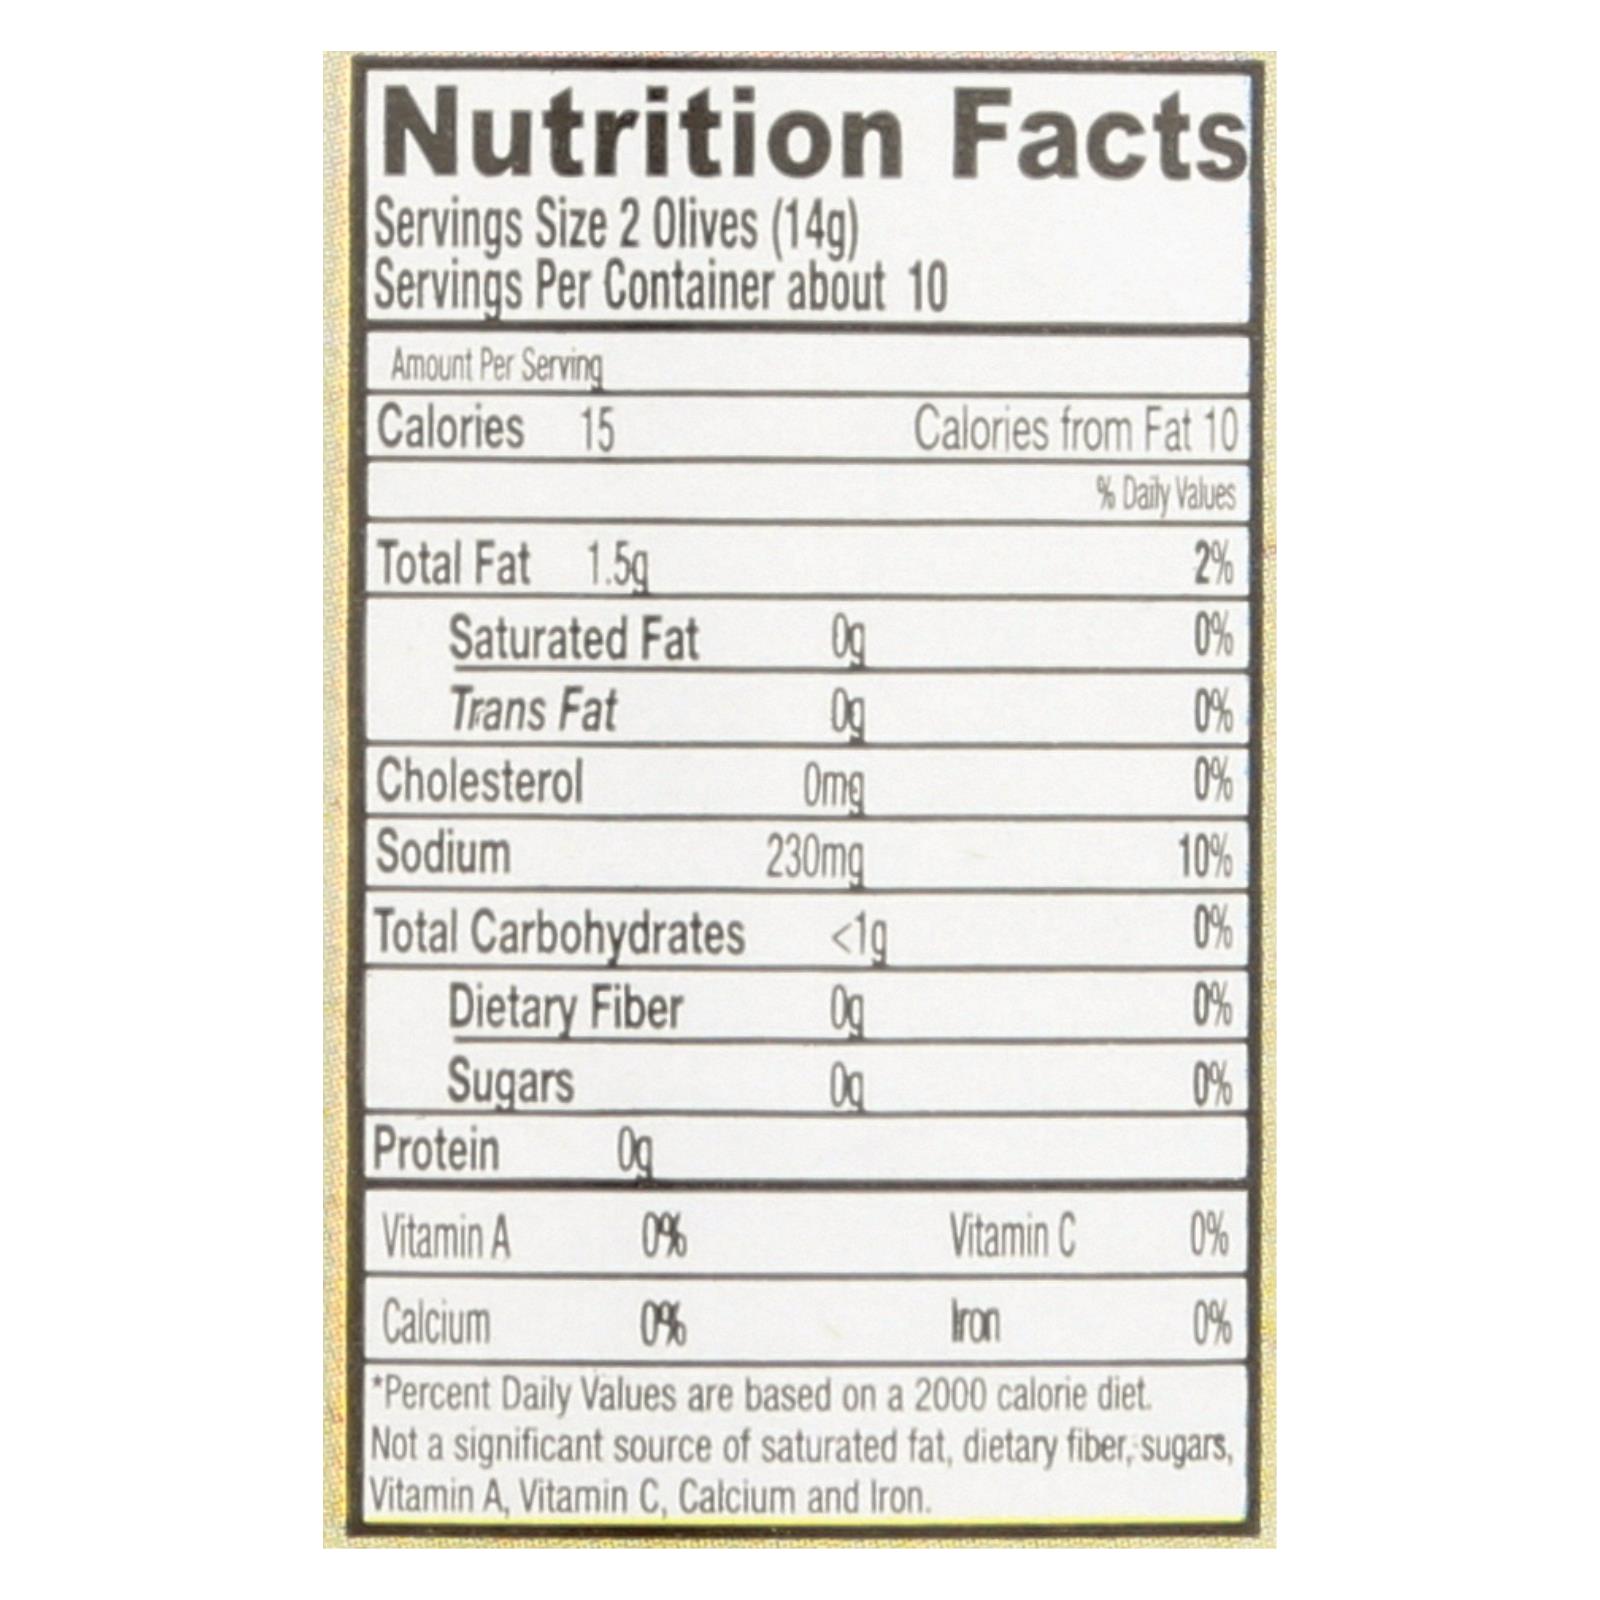 Nutrition Facts
Servings Size 2 Olives (14g)
Servings Per Container about 10
Amount Per Serving
Calories 15 Calories from Fat 10
% Daily Values
Total Fat 1.5g 2%
Saturated Fat 0g 0%
Trans Fat 0g 0%
Cholesterol 0mg 0%
Sodium 230mg 10%
Total Carbohydrates <1g 0%
Dietary Fiber 0g 0%
Sugars 0g 0%
Protein 0g
Vitamin A 0% Vitamin C 0%
Calcium 0% Iron 0%
*Percent Daily Values are based on a 2000 calorie diet.
Not a significant source of saturated fat, dietary fiber, sugars,
Vitamin A, Vitamin C, Calcium and Iron.